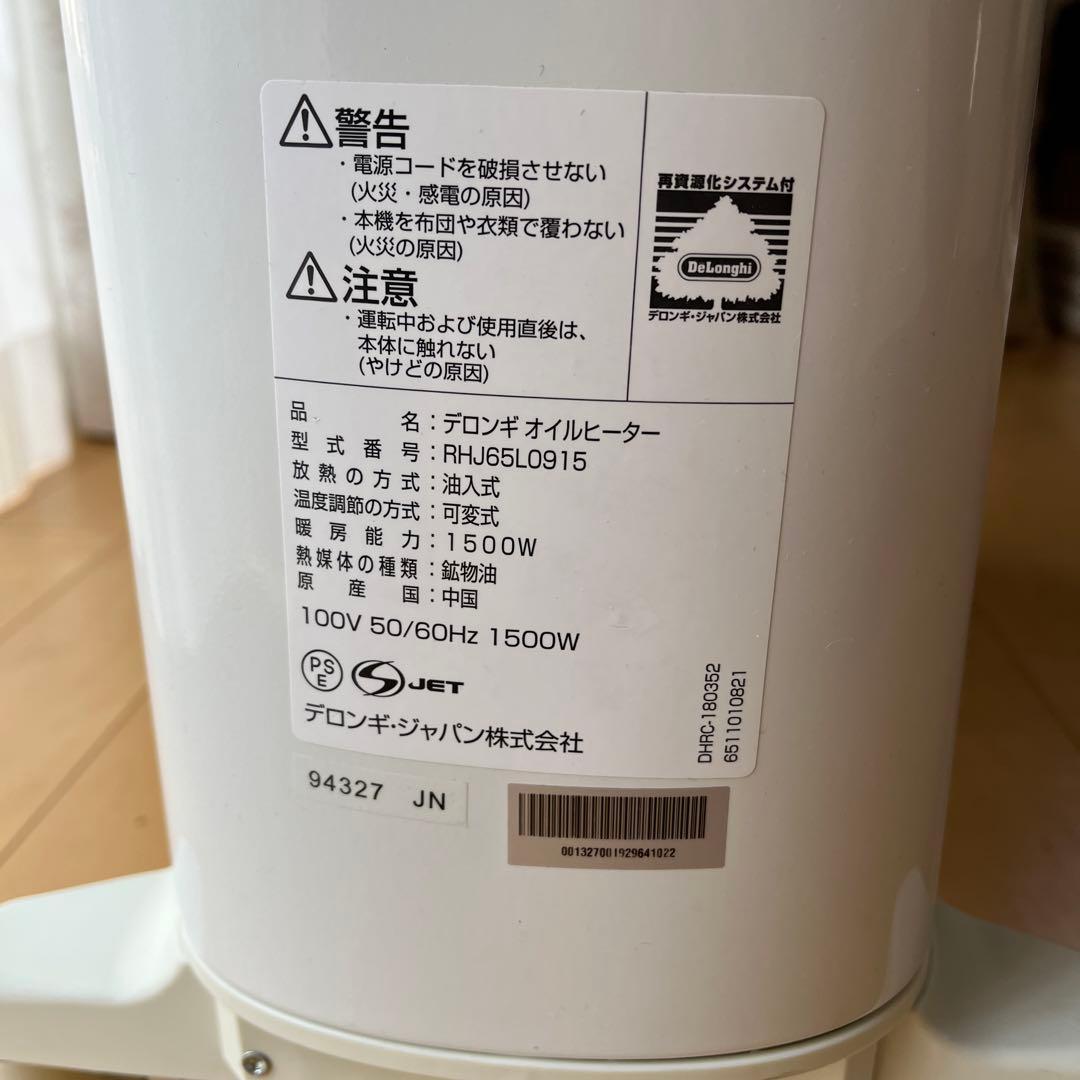 警告
・電源コードを破損させない
(火災・感電の原因)
・本機を布団や衣類で覆わない
(火災の原因)
注意
・運転中および使用直後は、
本体に触れない
(やけどの原因)
再資源化システム付
DeLonghi
デロンギ・ジャパン株式会社
品名：デロンギ オイルヒーター
型式番号：RHJ65L0915
放熱の方式：油入式
温度調節の方式：可変式
暖房能力：1500W
熱媒体の種類：鉱物油
原産国：中国
100V 50/60Hz 1500W
PSE JET
デロンギ・ジャパン株式会社
DHRC-180352
6511010821
94327 JN
001327001929641022